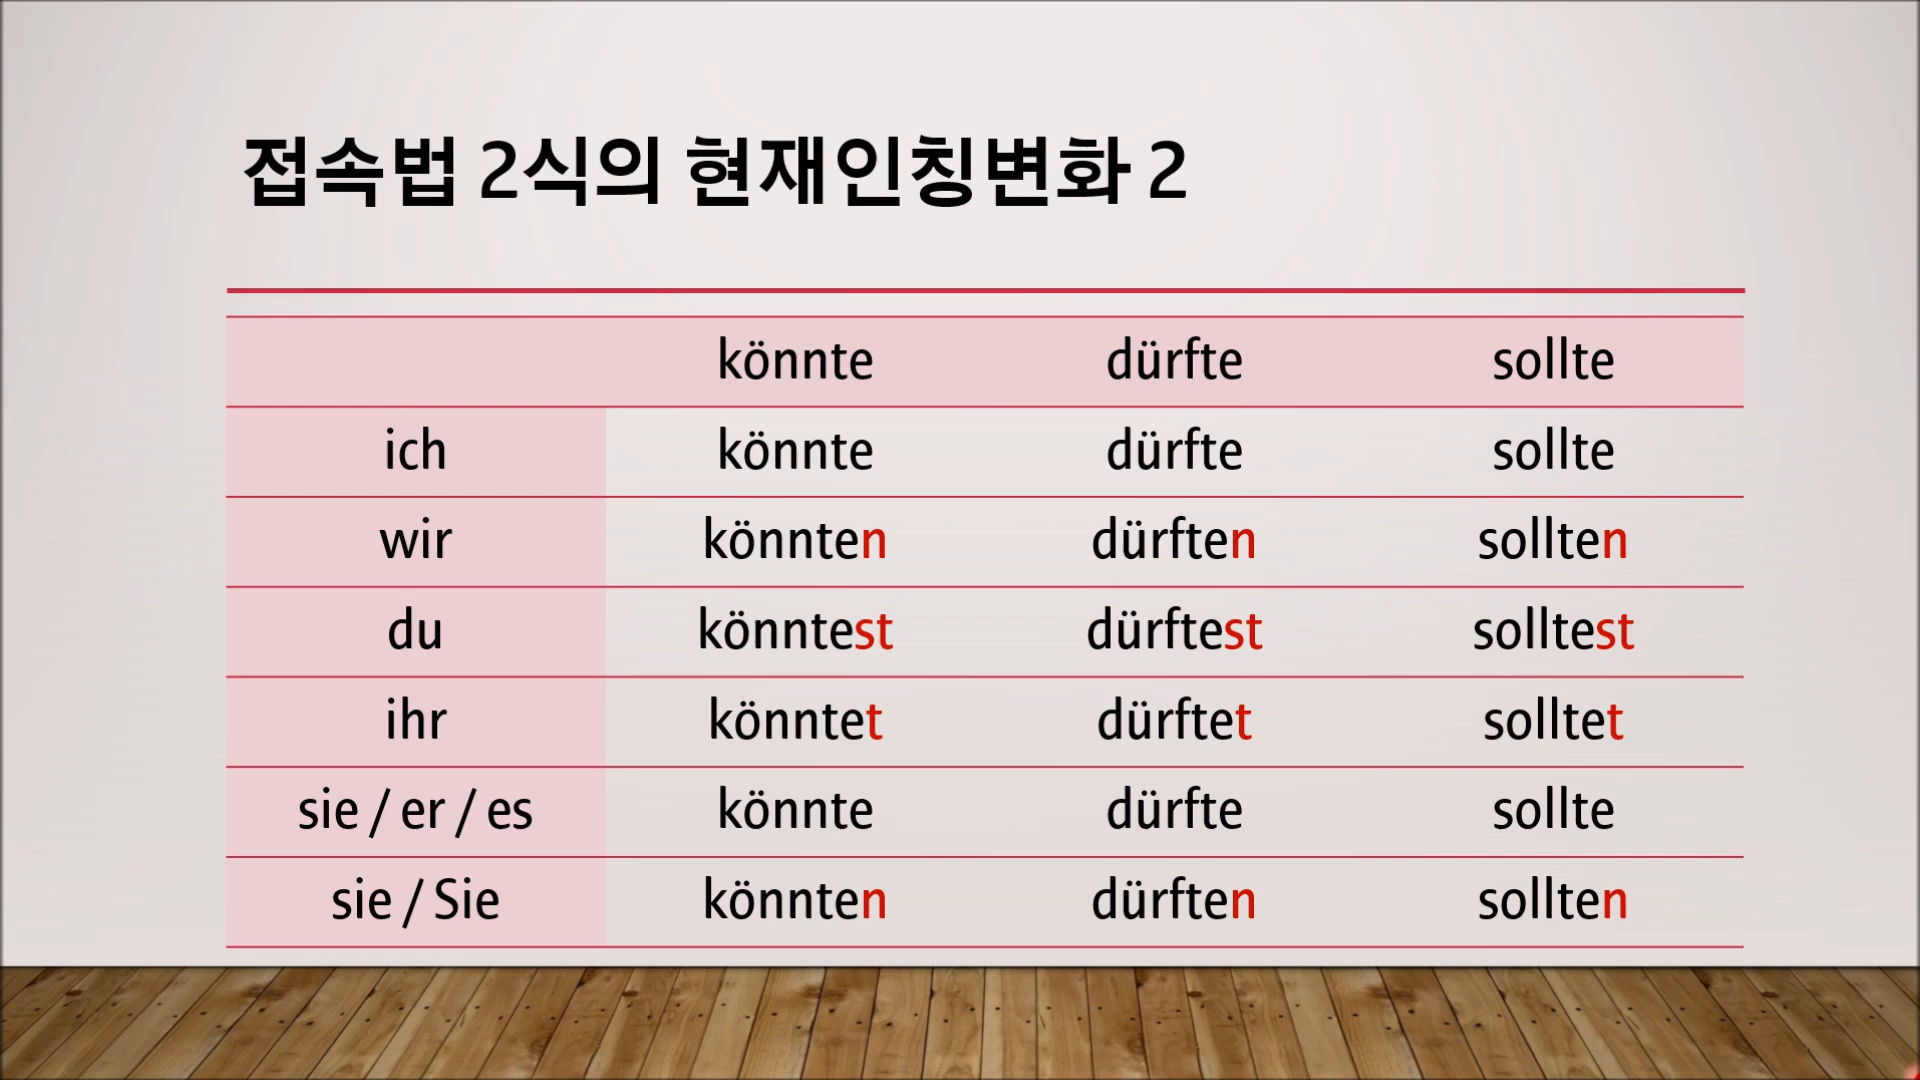 접속법 2식의 현재인칭변화 2
könnte dürfte sollte
ich könnte dürfte sollte
wir könnten dürften sollten
du könntest dürftest solltest
ihr könntet dürftet solltet
sie / er / es könnte dürfte sollte
sie / Sie könnten dürften sollten